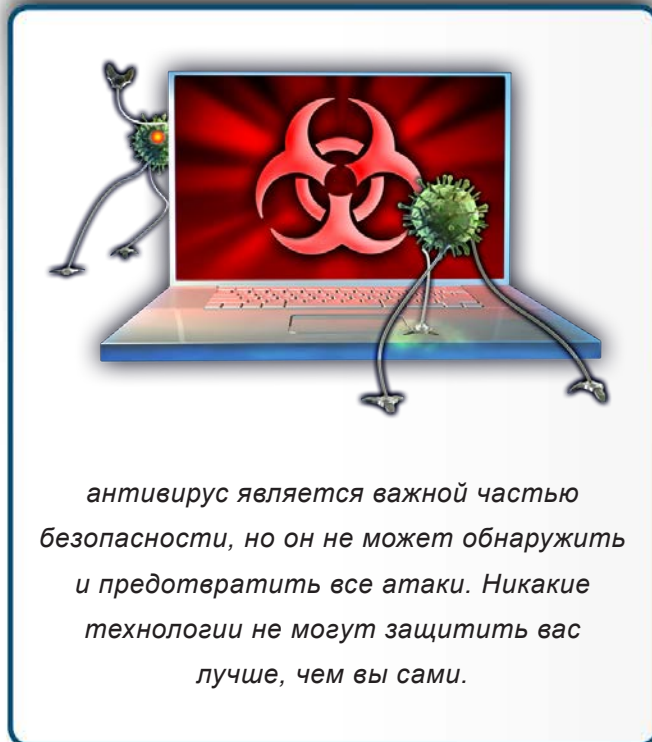 антивирус является важной частью
безопасности, но он не может обнаружить
и предотвратить все атаки. Никакие
технологии не могут защитить вас
лучше, чем вы сами.